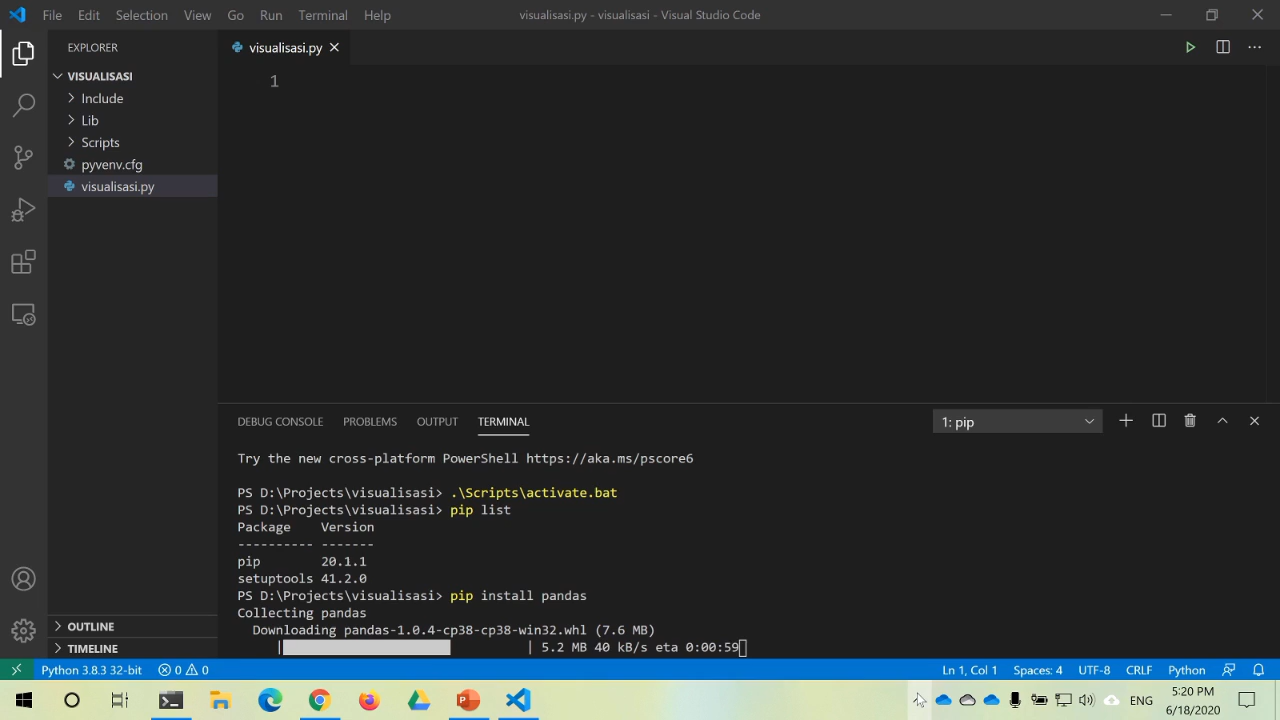 File Edit Selection View Go Run Terminal Help
visualisasi.py - visualisasi - Visual Studio Code
EXPLORER
VISUALISASI
Include
Lib
Scripts
pyvenv.cfg
visualisasi.py
OUTLINE
TIMELINE
visualisasi.py
1
DEBUG CONSOLE PROBLEMS OUTPUT TERMINAL
1: pip
Try the new cross-platform PowerShell https://aka.ms/pscore6
PS D:\Projects\visualisasi> .\Scripts\activate.bat
PS D:\Projects\visualisasi> pip list
Package    Version
---------- -------
pip        20.1.1
setuptools 41.2.0
PS D:\Projects\visualisasi> pip install pandas
Collecting pandas
  Downloading pandas-1.0.4-cp38-cp38-win32.whl (7.6 MB)
| | 5.2 MB 40 kB/s eta 0:00:59
Python 3.8.3 32-bit 0 0 Ln 1, Col 1 Spaces: 4 UTF-8 CRLF Python
ENG
5:20 PM
6/18/2020